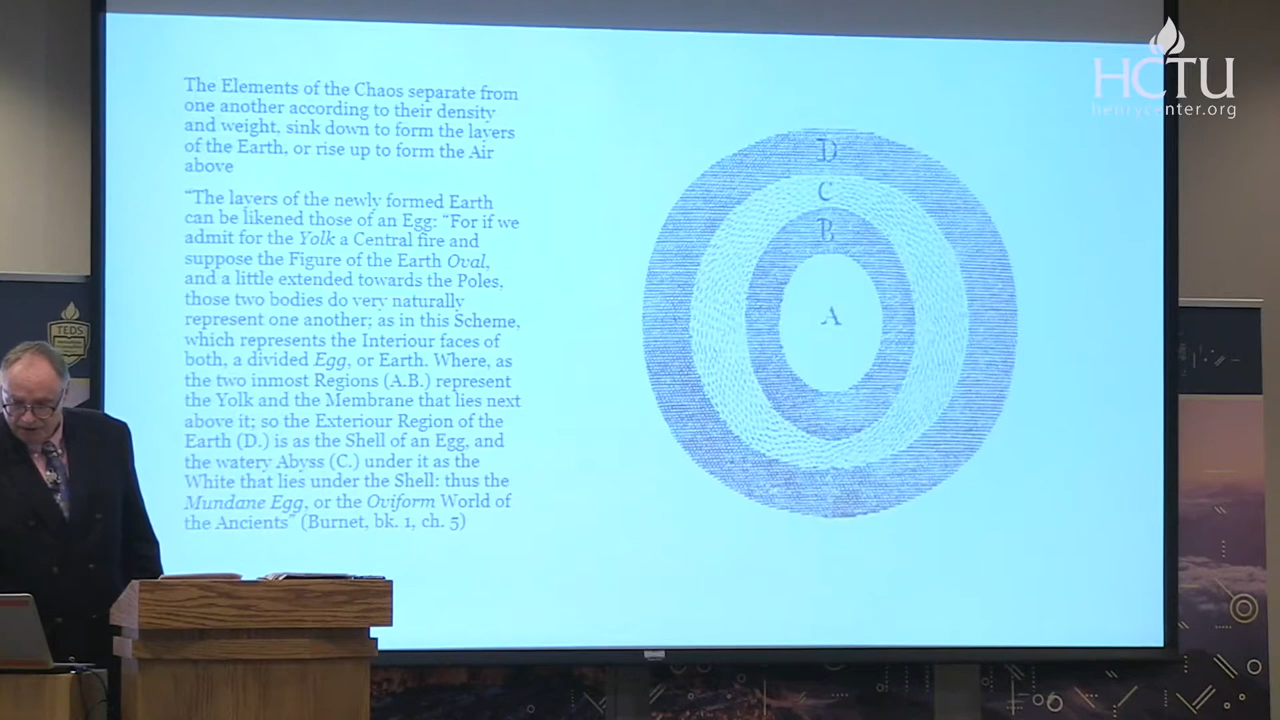 The Elements of the Chaos separate from
one another according to their density
and weight, sink down to form the layers
of the Earth, or rise up to form the Air
above
"The layers of the newly formed Earth
can be likened those of an Egg. "For if we
admit for the Yolk a Central fire and
suppose the figure of the Earth Oval,
and a little extended towards the Poles,
those two bodies do very naturally
represent one another; as in this Scheme,
which represents the Interior faces of
both, a divided Egg, or Earth. Where, as
the two inmost Regions (A.B.) represent
the Yolk and the Membrane that lies next
above it; so the Exteriour Region of the
Earth (D.) is as the Shell of an Egg, and
the watery Abyss (C.) under it as the
White that lies under the Shell: thus the
Mundane Egg, or the Oviform World of
the Ancients" (Burnet, bk. 1, ch. 5)
D
C
B
A
HCTU
henrycenter.org
TEDS